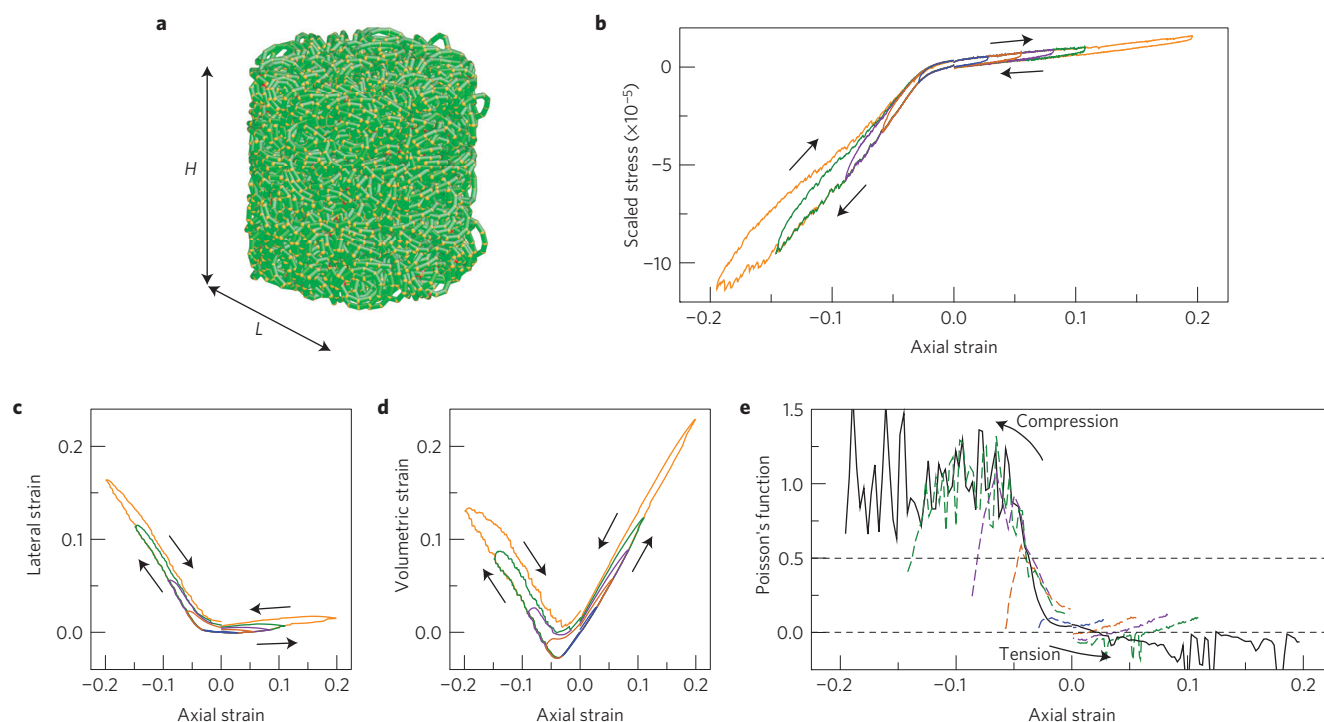 a
H
L
b
Scaled stress (×10⁻⁵)
0
−5
−10
−0.2 −0.1 0.0 0.1 0.2
Axial strain
c
Lateral strain
0.2
0.1
0.0
−0.2 −0.1 0.0 0.1 0.2
Axial strain
d
Volumetric strain
0.2
0.1
0.0
−0.2 −0.1 0.0 0.1 0.2
Axial strain
e
Poisson's function
1.5
1.0
0.5
0.0
Compression
Tension
−0.2 −0.1 0.0 0.1 0.2
Axial strain